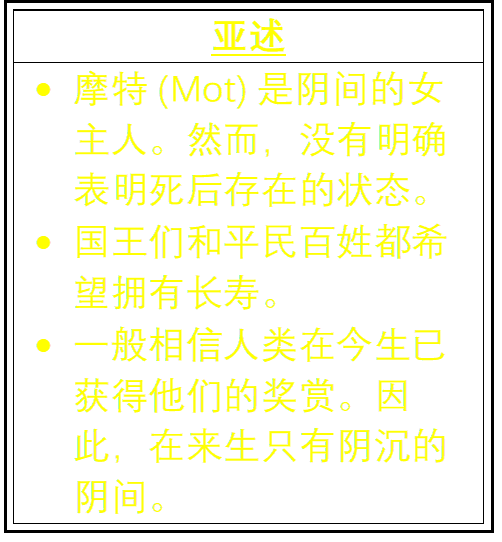 亚述
• 摩特 (Mot) 是阴间的女
主人。然而，没有明确
表明死后存在的状态。
• 国王们和平民百姓都希
望拥有长寿。
• 一般相信人类在今生已
获得他们的奖赏。因
此，在来生只有阴沉的
阴间。